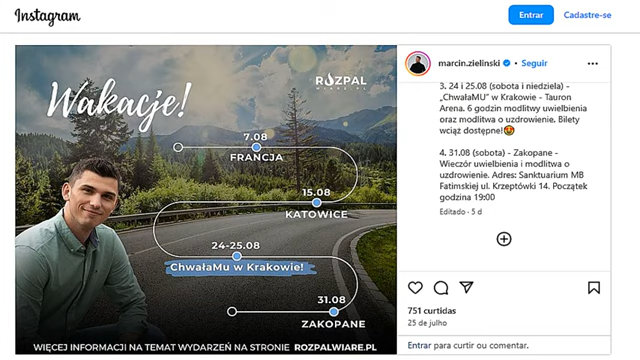 Instagram
Entrar
Cadastre-se
Wakacje!
ROZPAL
WIARE.PL
7.08
FRANCJA
15.08
KATOWICE
24-25.08
ChwałaMu w Krakowie!
31.08
ZAKOPANE
WIĘCEJ INFORMACJI NA TEMAT WYDARZEŃ NA STRONIE ROZPALWIARE.PL
marcin.zielinski • Seguir
3. 24 i 25.08 (sobota i niedziela) -
„ChwałaMU" w Krakowie - Tauron
Arena. 6 godzin modlitwy uwielbienia
oraz modlitwa o uzdrowienie. Bilety
wciąż dostępne!
4. 31.08 (sobota) - Zakopane -
Wieczór uwielbienia i modlitwa o
uzdrowienie. Adres: Sanktuarium MB
Fatimskiej ul. Krzeptówki 14. Początek
godzina 19:00
Editado · 5 d
751 curtidas
25 de julho
Entrar para curtir ou comentar.